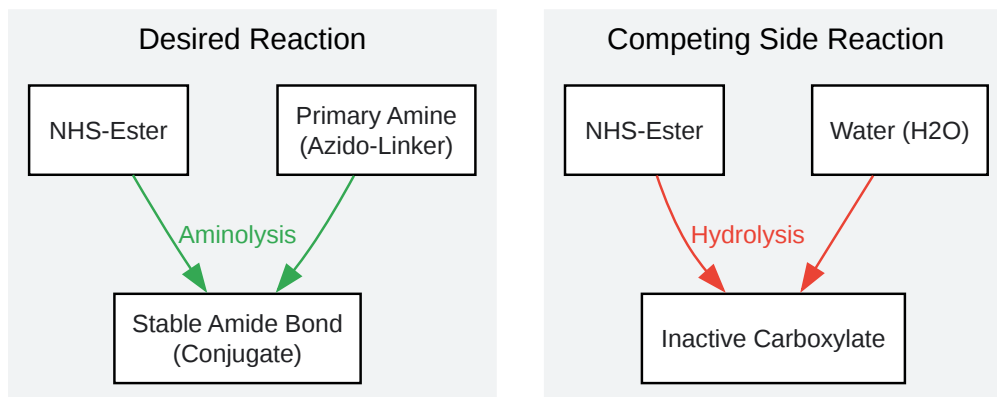 Desired Reaction
NHS-Ester
Primary Amine
(Azido-Linker)
Aminolysis
Stable Amide Bond
(Conjugate)
Competing Side Reaction
NHS-Ester
Water (H2O)
Hydrolysis
Inactive Carboxylate